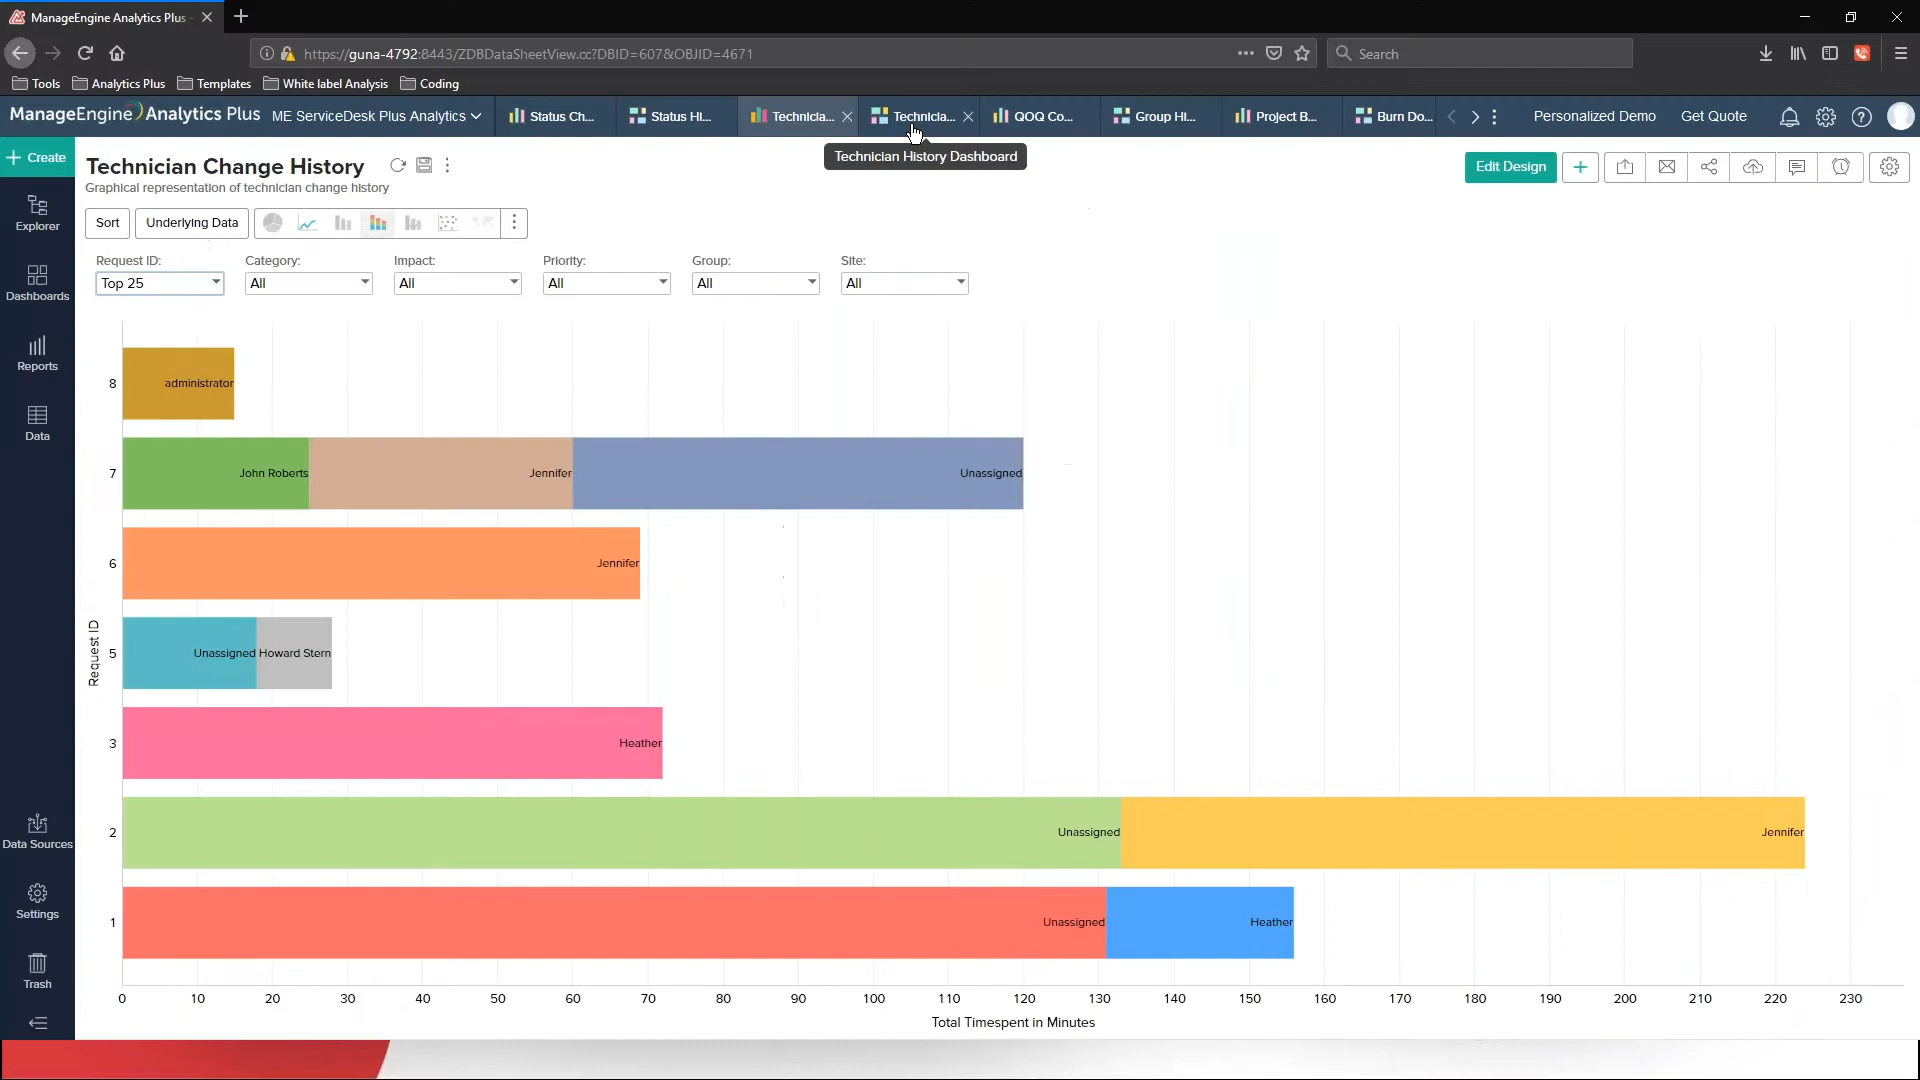 ManageEngine Analytics Plus
https://guna-4792:8443/ZDBDataSheetView.cc?DBID=607&OBJID=4671
Search
Tools
Analytics Plus
Templates
White label Analysis
Coding
ManageEngine Analytics Plus
ME ServiceDesk Plus Analytics
Status Ch...
Status HI...
Technicia...
Technicia...
QOQ Co...
Group Hi...
Project B...
Burn Do...
Personalized Demo
Get Quote
Create
Technician Change History
Technician History Dashboard
Edit Design
Graphical representation of technician change history
Explorer
Sort
Underlying Data
Request ID:
Category:
Impact:
Priority:
Group:
Site:
Top 25
All
All
All
All
All
Dashboards
Reports
Data
Data Sources
Settings
Trash
Request ID
8
administrator
7
John Roberts
Jennifer
Unassigned
6
Jennifer
5
Unassigned
Howard Stern
3
Heather
2
Unassigned
Jennifer
1
Unassigned
Heather
0 10 20 30 40 50 60 70 80 90 100 110 120 130 140 150 160 170 180 190 200 210 220 230
Total Timespent in Minutes